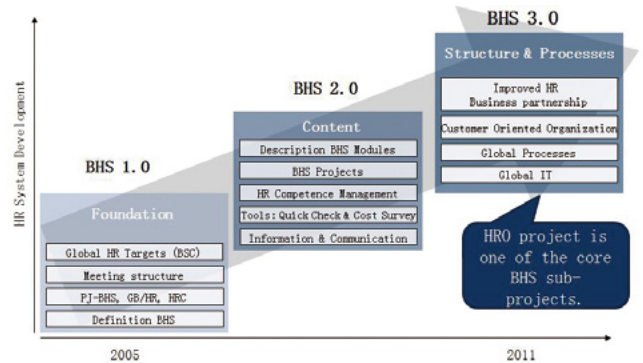 BHS 3.0
Structure & Processes
Improved HR
Business partnership
Customer Oriented Organization
Global Processes
Global IT
BHS 2.0
Content
Description BHS Modules
BHS Projects
HR Competence Management
Tools: Quick Check & Cost Survey
Information & Communication
BHS 1.0
Foundation
Global HR Targets (BSC)
Meeting structure
PJ-BHS, GB/HR, HRC
Definition BHS
HRO project is
one of the core
BHS sub-
projects.
HR System Development
2005
2011